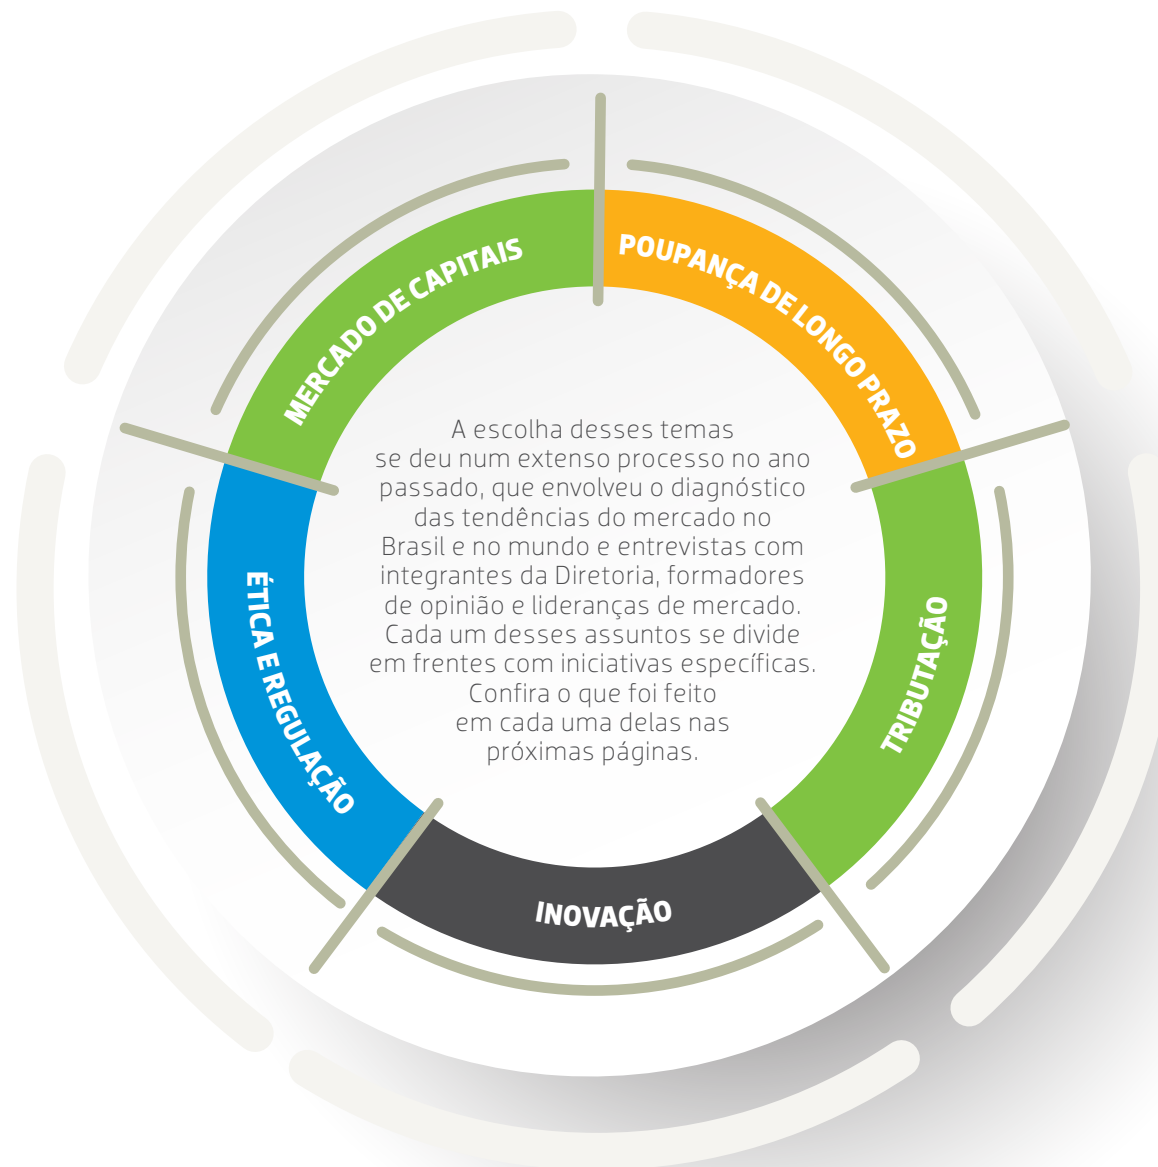 MERCADO DE CAPITAIS
POUPANÇA DE LONGO PRAZO
TRIBUTAÇÃO
INOVAÇÃO
ÉTICA E REGULAÇÃO
A escolha desses temas
se deu num extenso processo no ano
passado, que envolveu o diagnóstico
das tendências do mercado no
Brasil e no mundo e entrevistas com
integrantes da Diretoria, formadores
de opinião e lideranças de mercado.
Cada um desses assuntos se divide
em frentes com iniciativas específicas.
Confira o que foi feito
em cada uma delas nas
próximas páginas.